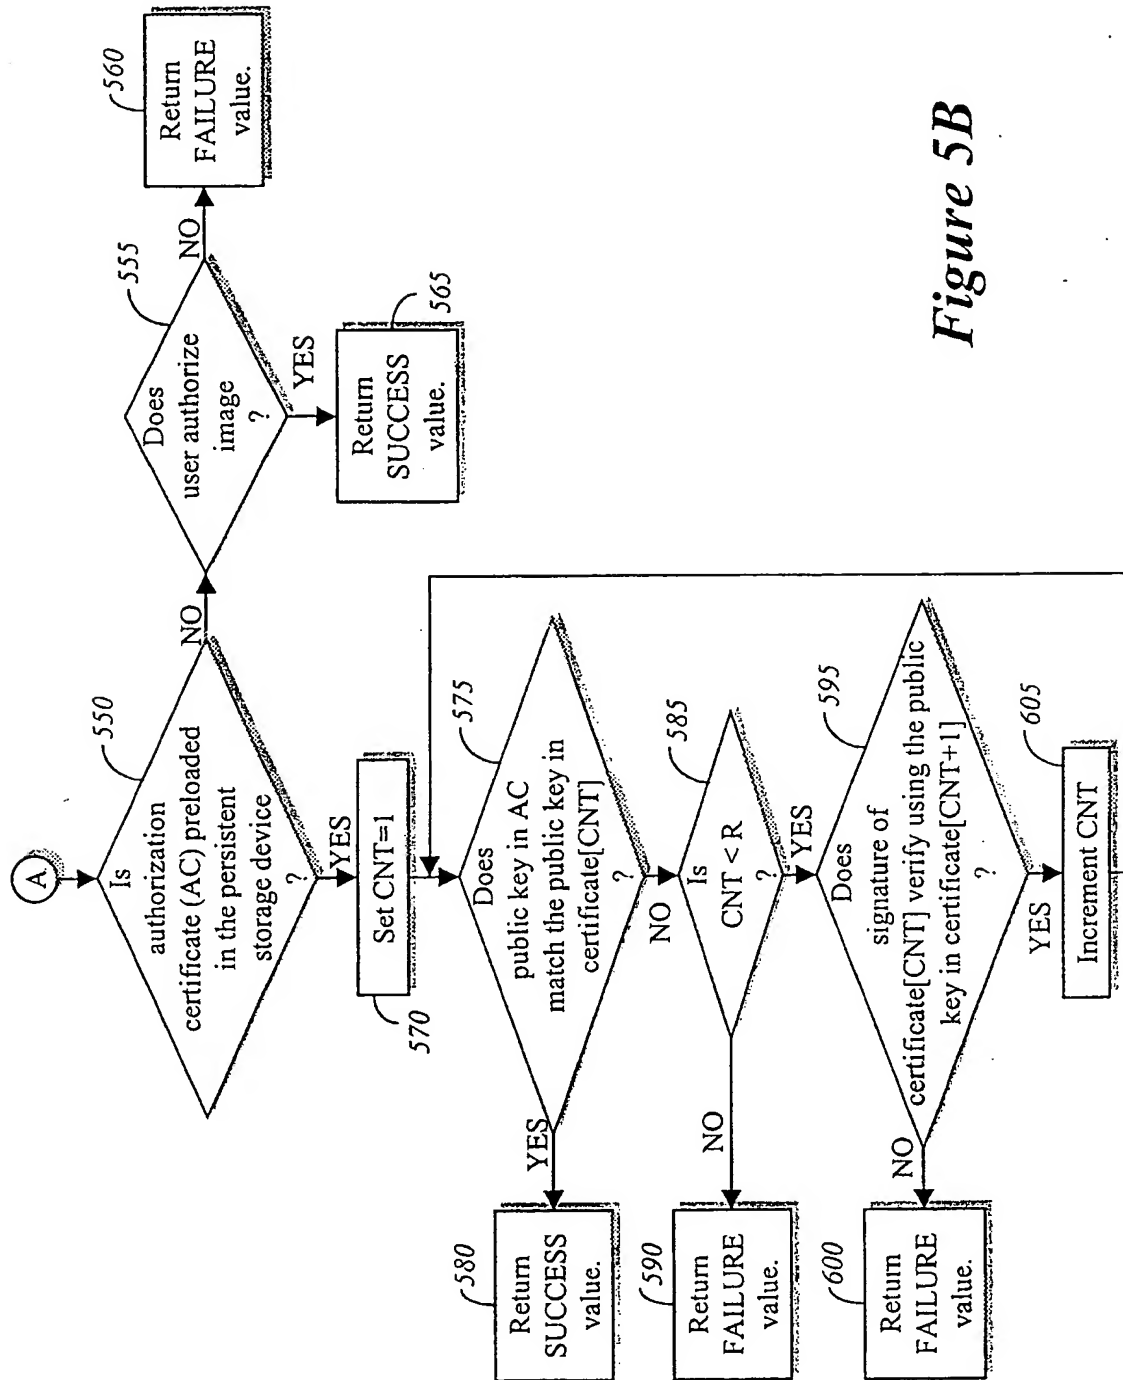 A
550
Is
authorization
certificate (AC) preloaded
in the persistent
storage device
?
NO
YES
555
Does
user authorize
image
?
NO
YES
560
Return
FAILURE
value.
565
Return
SUCCESS
value.
570
Set CNT=1
575
Does
public key in AC
match the public key in
certificate[CNT]
?
YES
NO
580
Return
SUCCESS
value.
585
Is
CNT < R
?
NO
YES
590
Return
FAILURE
value.
595
Does
signature of
certificate[CNT] verify using the public
key in certificate[CNT+1]
?
NO
YES
600
Return
FAILURE
value.
605
Increment CNT
Figure 5B